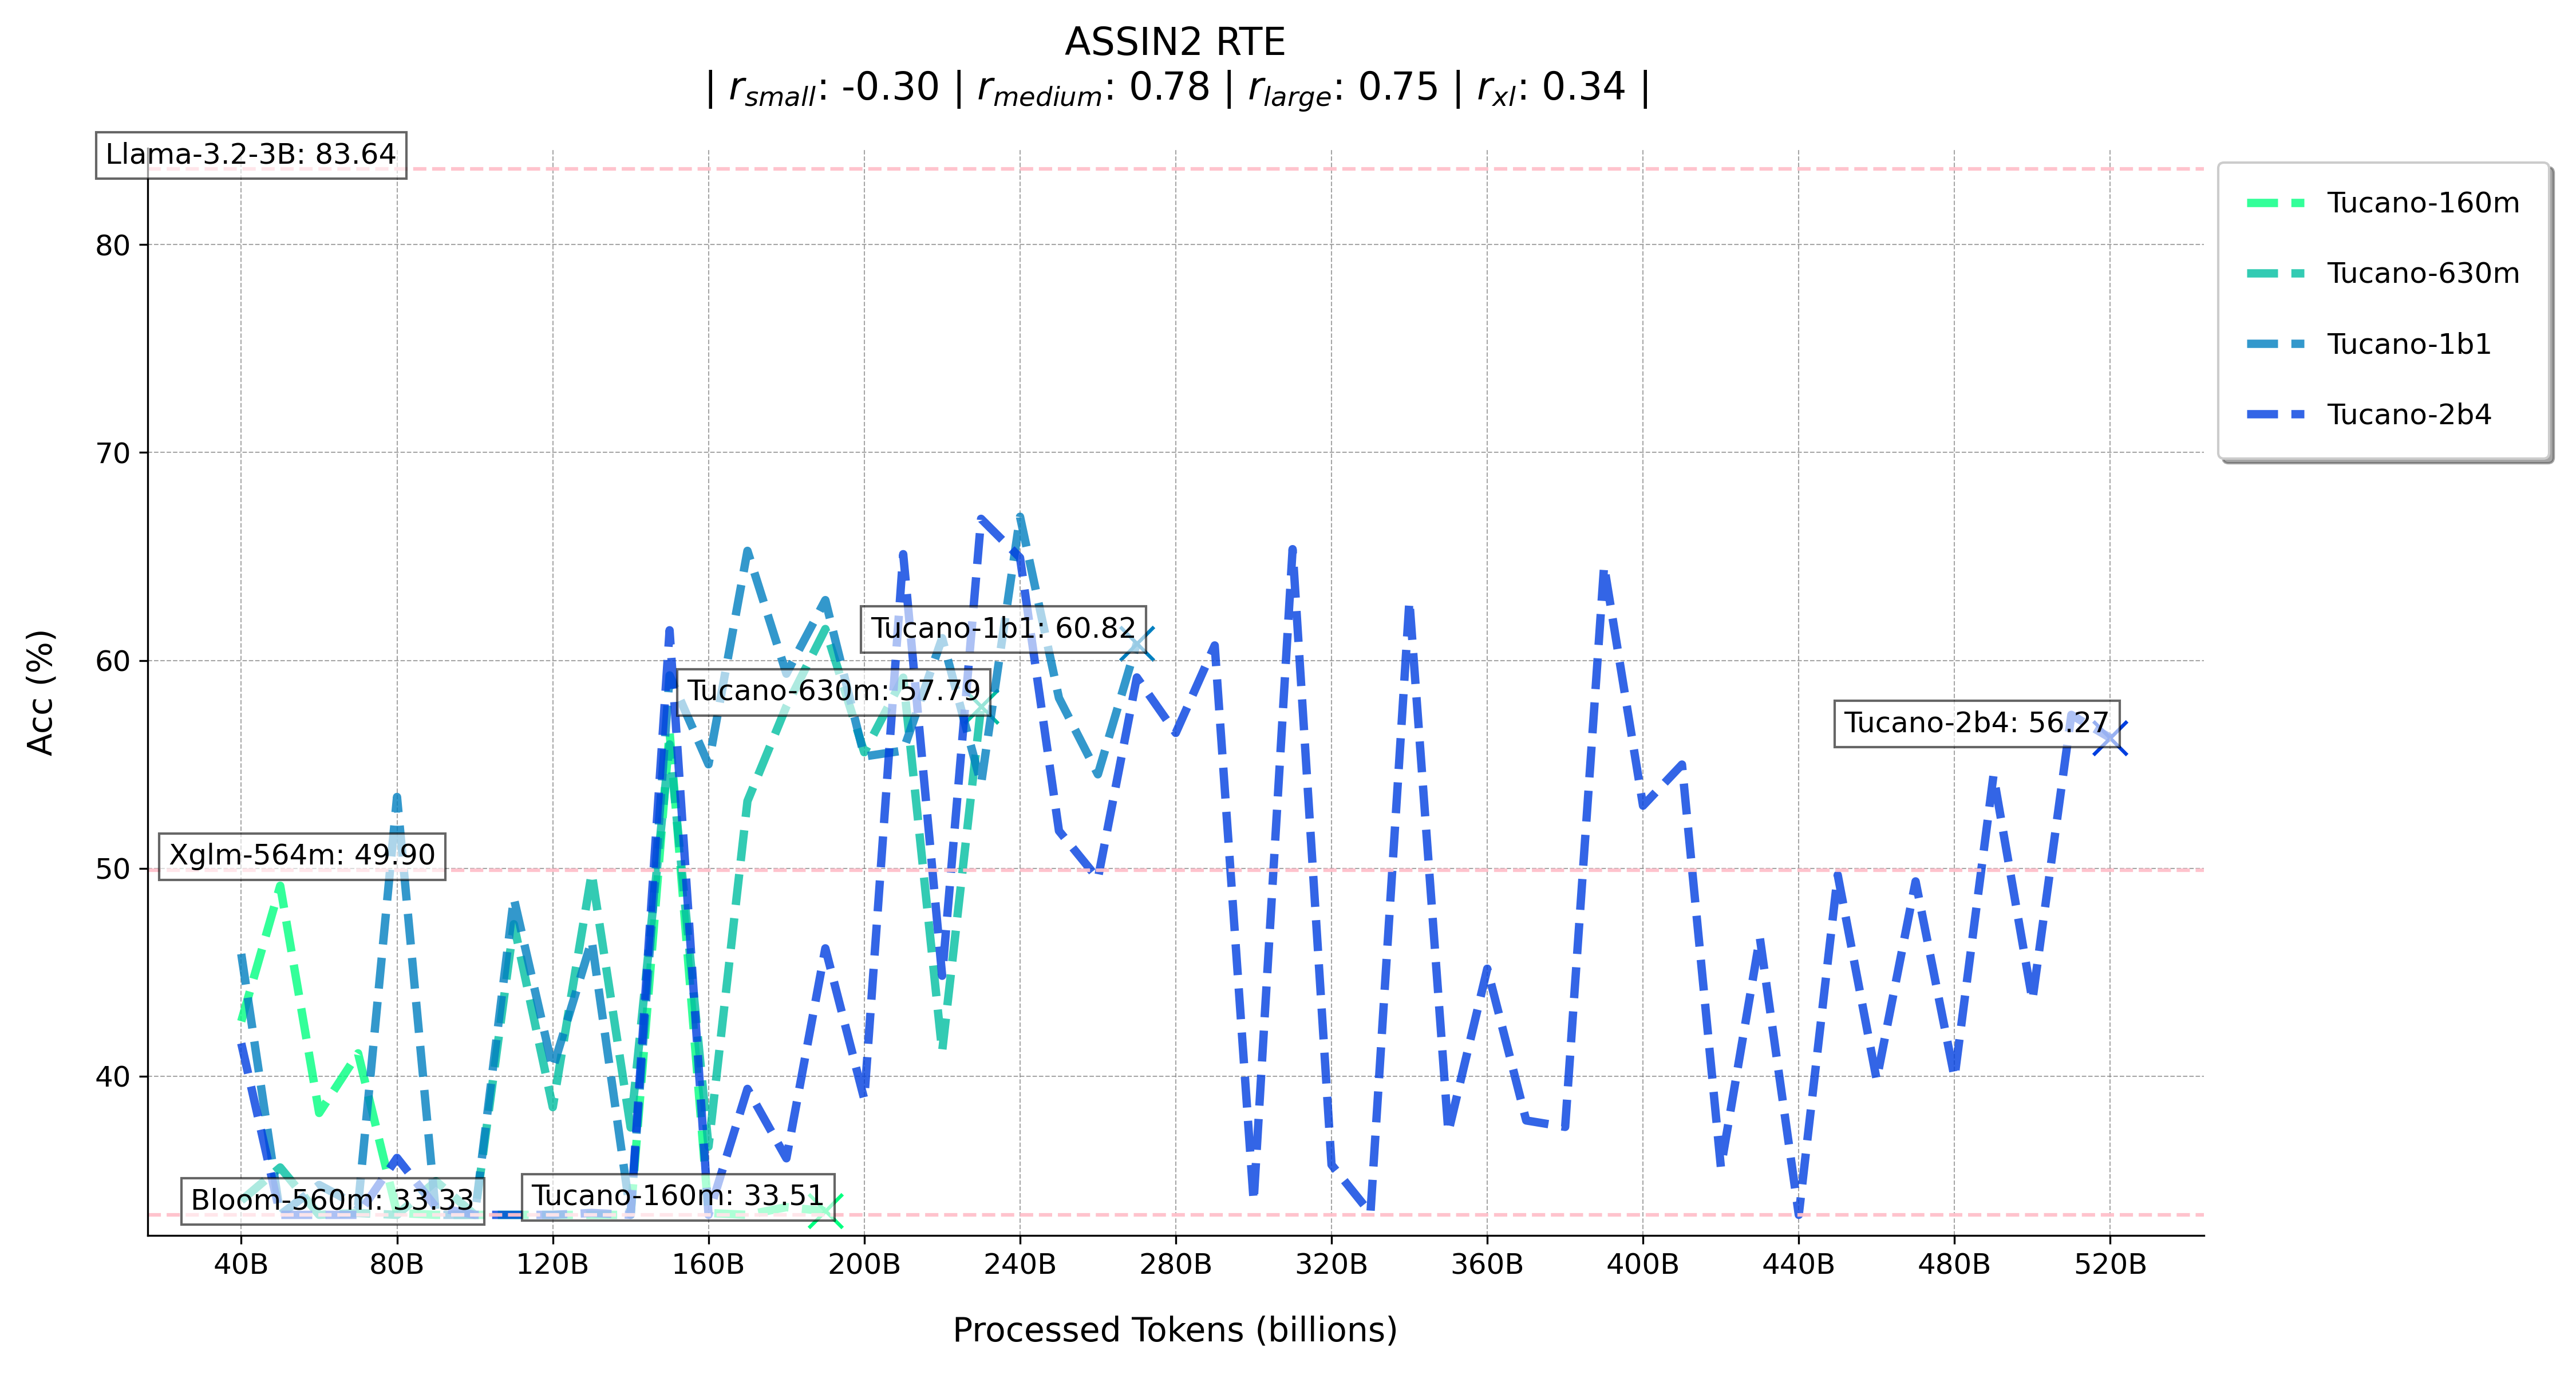 ASSIN2 RTE
| r_small: -0.30 | r_medium: 0.78 | r_large: 0.75 | r_xl: 0.34 |
Llama-3.2-3B: 83.64
Tucano-160m
Tucano-630m
Tucano-1b1
Tucano-2b4
80
70
60
50
40
Acc (%)
Tucano-1b1: 60.82
Tucano-630m: 57.79
Tucano-2b4: 56.27
Xglm-564m: 49.90
Bloom-560m: 33.33
Tucano-160m: 33.51
40B 80B 120B 160B 200B 240B 280B 320B 360B 400B 440B 480B 520B
Processed Tokens (billions)